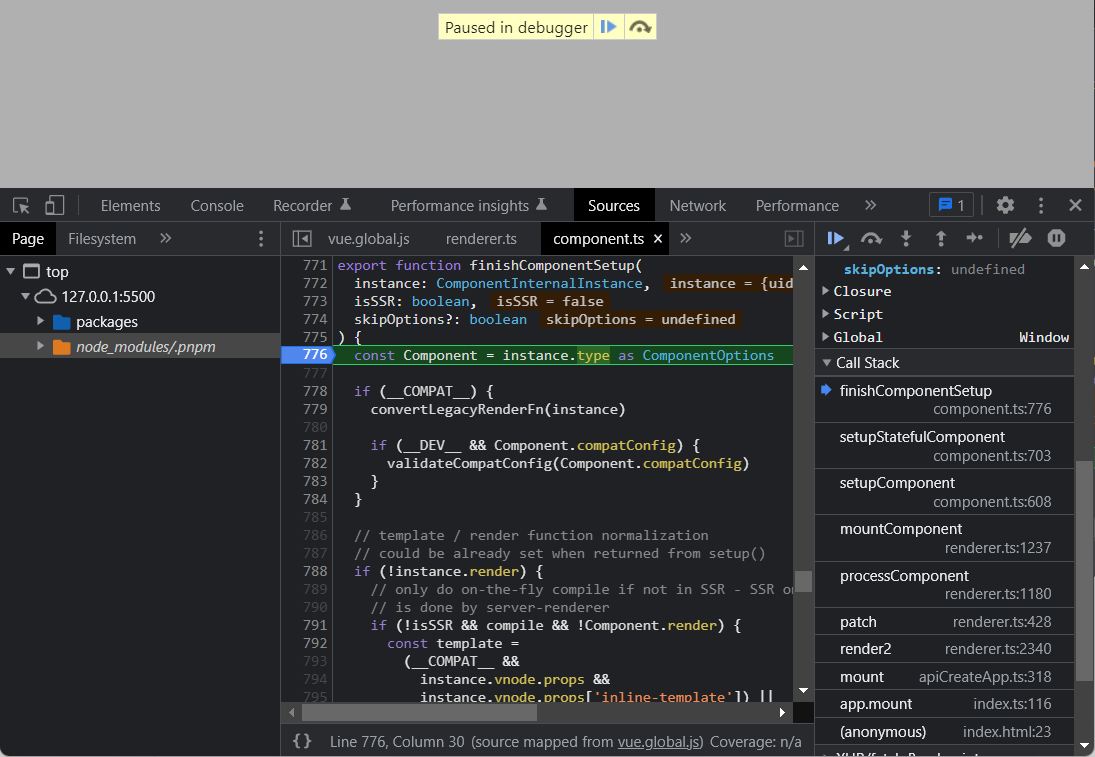 Paused in debugger
Elements Console Recorder Performance insights Sources Network Performance 1
Page Filesystem
vue.global.js renderer.ts component.ts
top
127.0.0.1:5500
packages
node_modules/.pnpm
771 export function finishComponentSetup(
772 instance: ComponentInternalInstance, instance = {uid
773 isSSR: boolean, isSSR = false
774 skipOptions?: boolean skipOptions = undefined
775 ) {
776 const Component = instance.type as ComponentOptions
777
778 if (__COMPAT__) {
779 convertLegacyRenderFn(instance)
780
781 if (__DEV__ && Component.compatConfig) {
782 validateCompatConfig(Component.compatConfig)
783 }
784 }
785
786 // template / render function normalization
787 // could be already set when returned from setup()
788 if (!instance.render) {
789 // only do on-the-fly compile if not in SSR - SSR on
790 // is done by server-renderer
791 if (!isSSR && compile && !Component.render) {
792 const template =
793 (__COMPAT__ &&
794 instance.vnode.props &&
795 instance.vnode.props['inline-template']) ||
{} Line 776, Column 30 (source mapped from vue.global.js) Coverage: n/a
skipOptions: undefined
Closure
Script
Global Window
Call Stack
finishComponentSetup
component.ts:776
setupStatefulComponent
component.ts:703
setupComponent
component.ts:608
mountComponent
renderer.ts:1237
processComponent
renderer.ts:1180
patch renderer.ts:428
render2 renderer.ts:2340
mount apiCreateApp.ts:318
app.mount index.ts:116
(anonymous) index.html:23